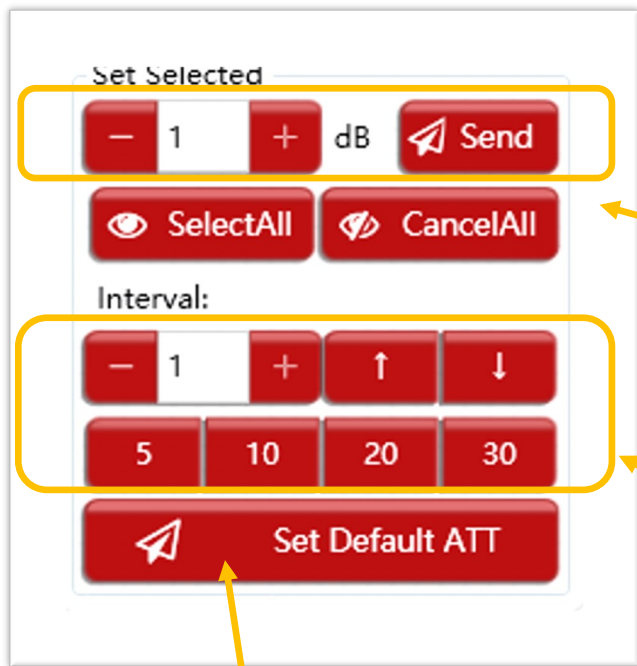 Set Selected
− 1 + dB Send
SelectAll CancelAll
Interval:
− 1 + ↑ ↓
5 10 20 30
Set Default ATT